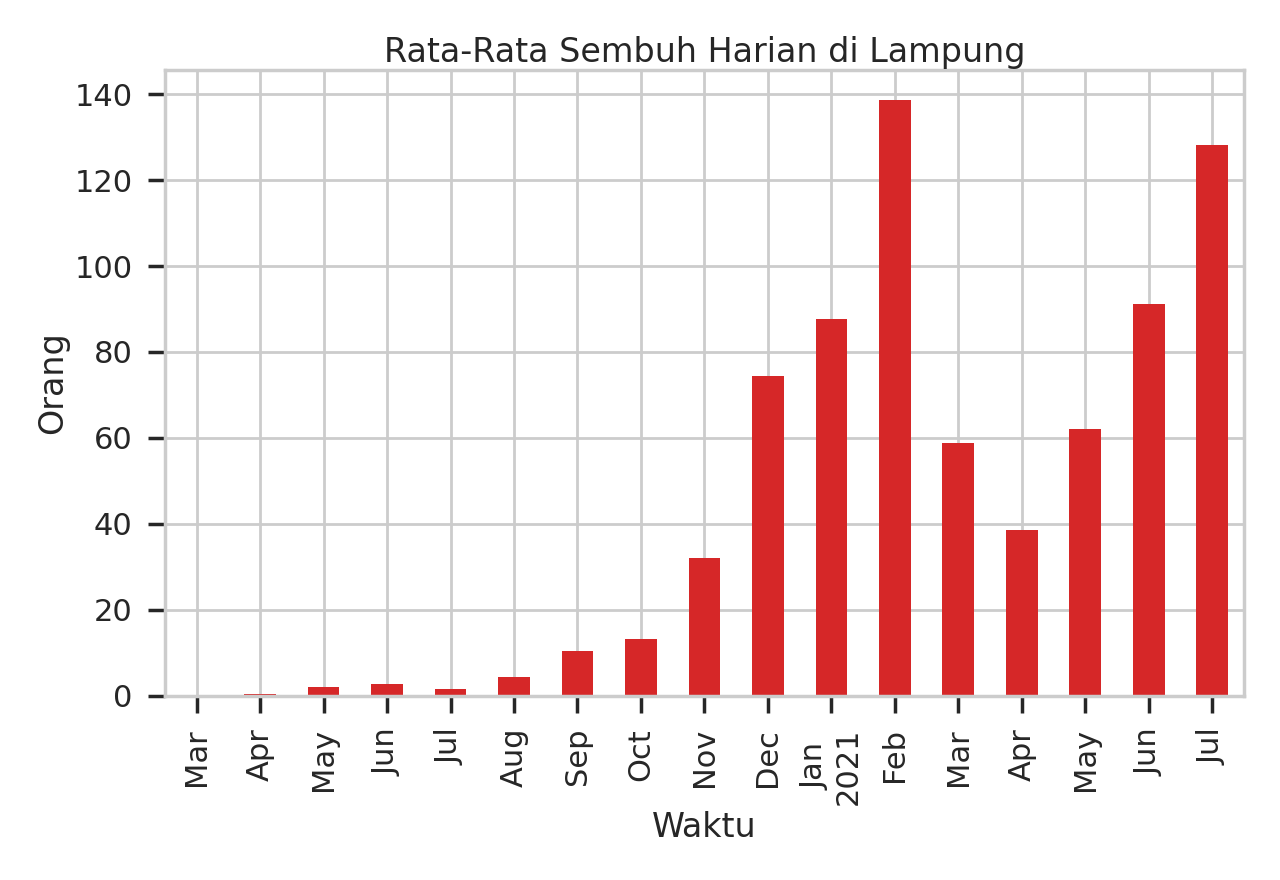 Rata-Rata Sembuh Harian di Lampung
Orang
140
120
100
80
60
40
20
0
Mar
Apr
May
Jun
Jul
Aug
Sep
Oct
Nov
Dec
Jan
2021
Feb
Mar
Apr
May
Jun
Jul
Waktu